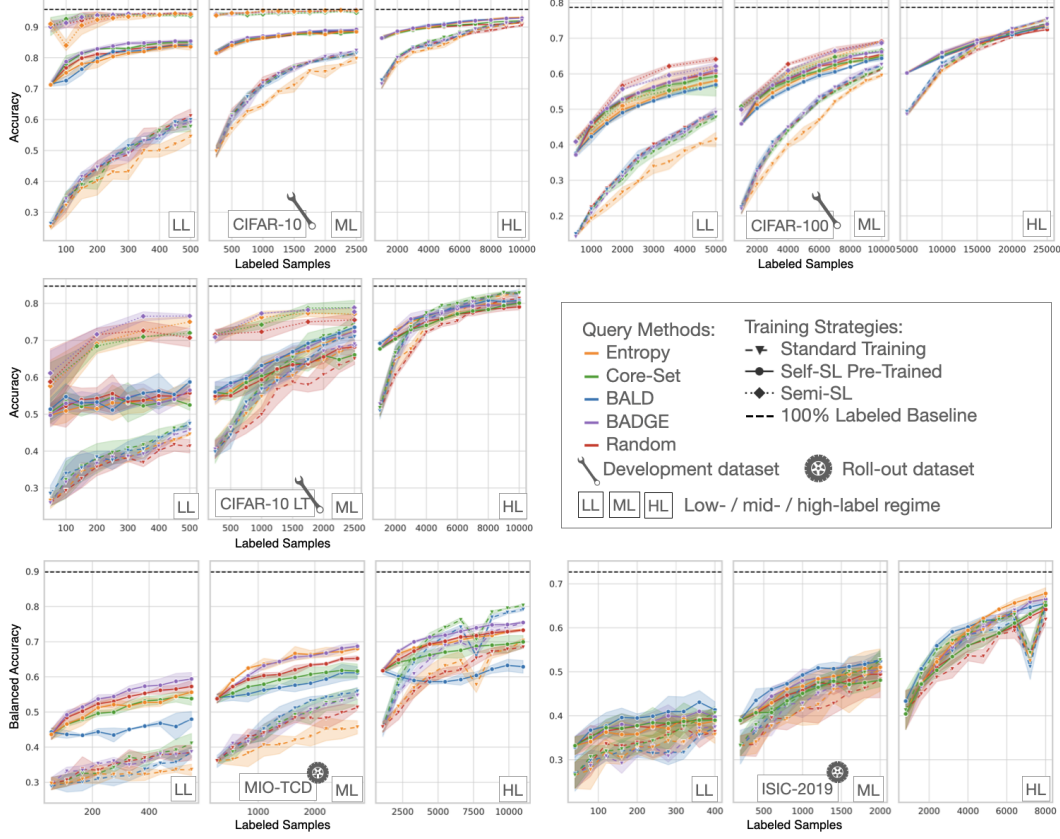 Accuracy
0.9
0.8
0.7
0.6
0.5
0.4
0.3
LL
CIFAR-10
ML
HL
100 200 300 400 500
500 1000 1500 2000 2500
2000 4000 6000 8000 10000
Labeled Samples
0.8
0.7
0.6
0.5
0.4
0.3
0.2
LL
CIFAR-100
ML
HL
1000 2000 3000 4000 5000
2000 4000 6000 8000 10000
5000 10000 15000 20000 25000
Labeled Samples
Accuracy
0.8
0.7
0.6
0.5
0.4
0.3
LL
CIFAR-10 LT
ML
HL
100 200 300 400 500
500 1000 1500 2000 2500
2000 4000 6000 8000 10000
Labeled Samples
Query Methods:
Entropy
Core-Set
BALD
BADGE
Random
Training Strategies:
Standard Training
Self-SL Pre-Trained
Semi-SL
100% Labeled Baseline
Development dataset
Roll-out dataset
LL ML HL Low- / mid- / high-label regime
Balanced Accuracy
0.9
0.8
0.7
0.6
0.5
0.4
0.3
LL
MIO-TCD
ML
HL
200 400
1000 2000
2500 5000 7500 10000
Labeled Samples
0.7
0.6
0.5
0.4
0.3
LL
ISIC-2019
ML
HL
100 200 300 400
500 1000 1500 2000
2000 4000 6000 8000
Labeled Samples